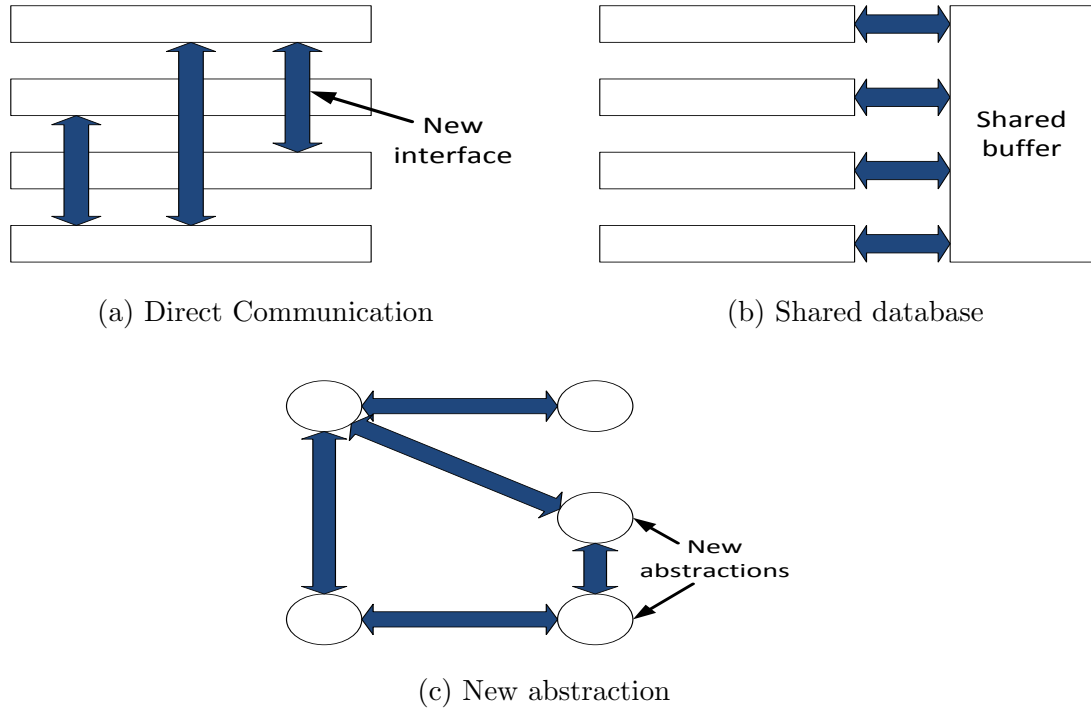 New
interface
Shared
buffer
(a) Direct Communication
(b) Shared database
New
abstractions
(c) New abstraction